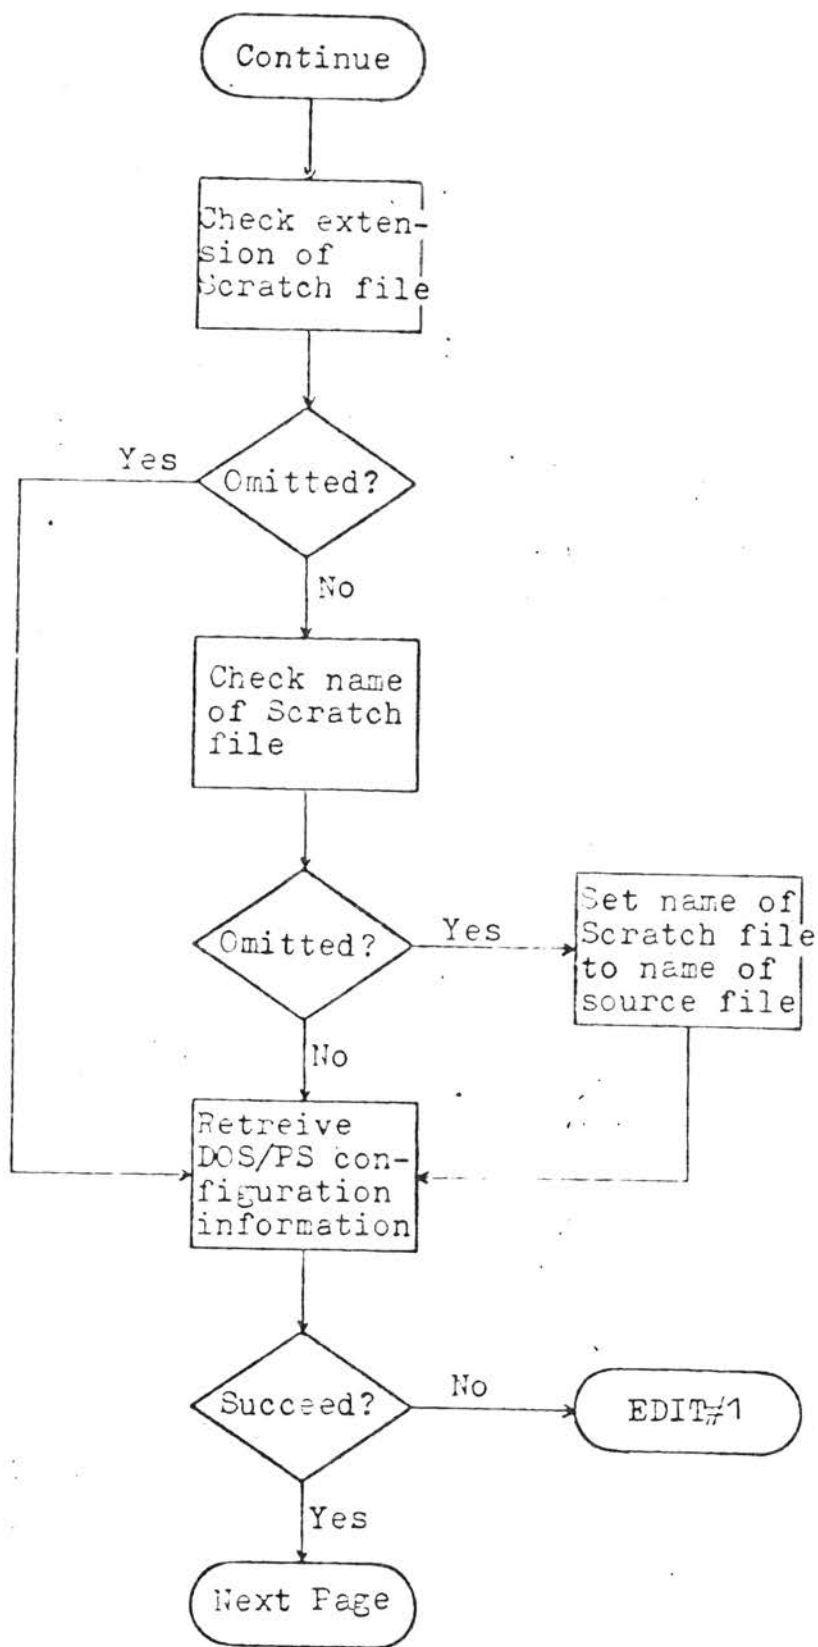 Continue
Check exten-
sion of
Scratch file
Yes
Omitted?
No
Check name
of Scratch
file
Omitted?
Yes
Set name of
Scratch file
to name of
source file
No
Retreive
DOS/PS con-
figuration
information
Succeed?
No
EDIT#1
Yes
Next Page